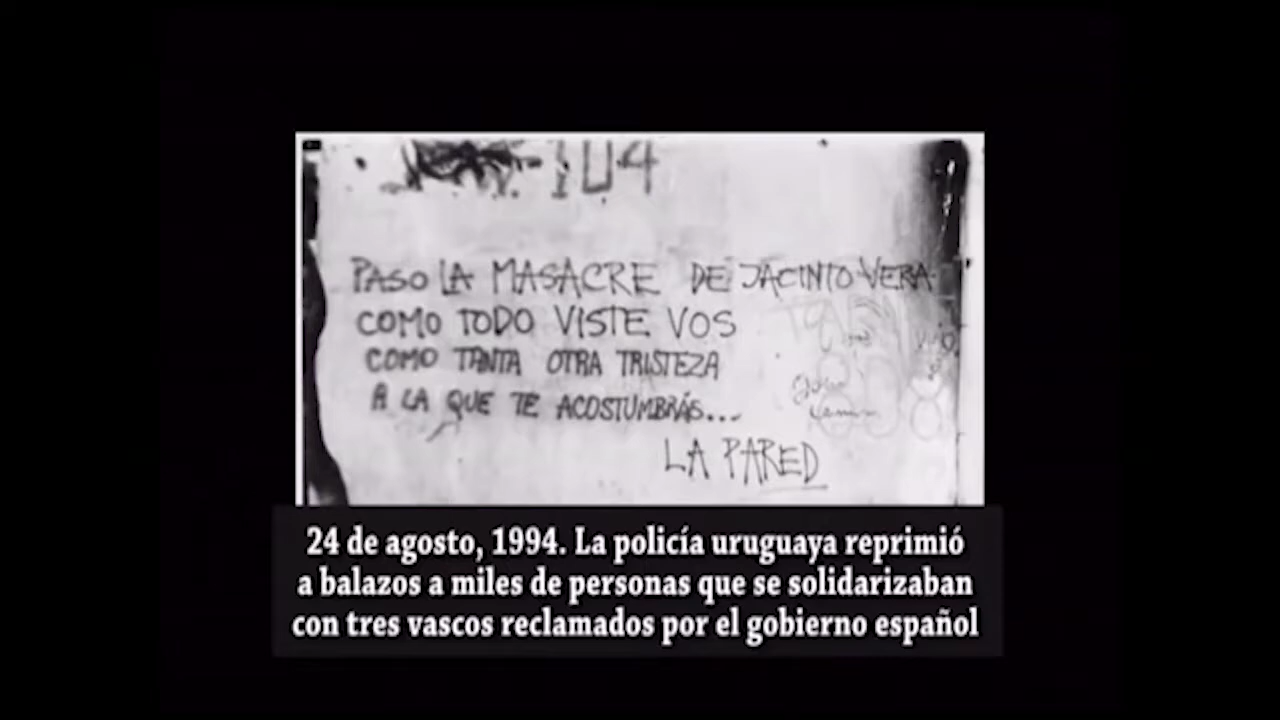 104
PASO LA MASACRE DE JACINTO VERA
COMO TODO VISTE VOS
COMO TANTA OTRA TRISTEZA
A LA QUE TE ACOSTUMBRÁS...
LA PARED
24 de agosto, 1994. La policía uruguaya reprimió
a balazos a miles de personas que se solidarizaban
con tres vascos reclamados por el gobierno español